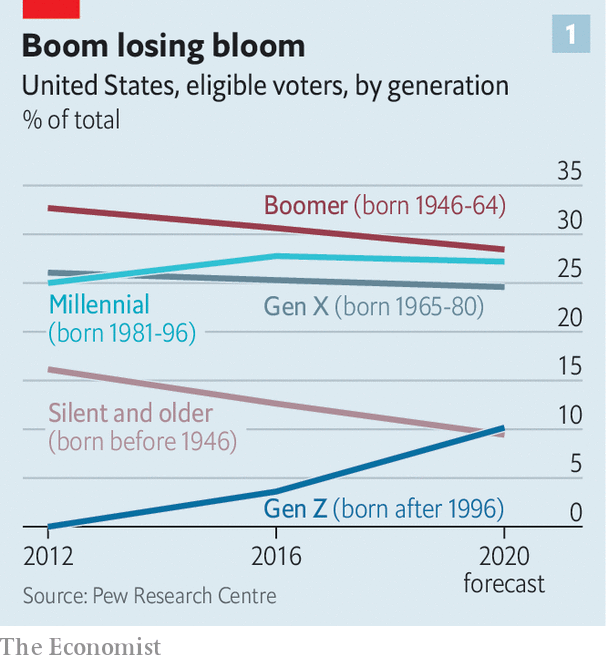 Boom losing bloom
1
United States, eligible voters, by generation
% of total
35
Boomer (born 1946-64)
30
25
Millennial
(born 1981-96)
Gen X (born 1965-80)
20
15
Silent and older
(born before 1946)
10
5
Gen Z (born after 1996)
0
2012
2016
2020
forecast
Source: Pew Research Centre
The Economist